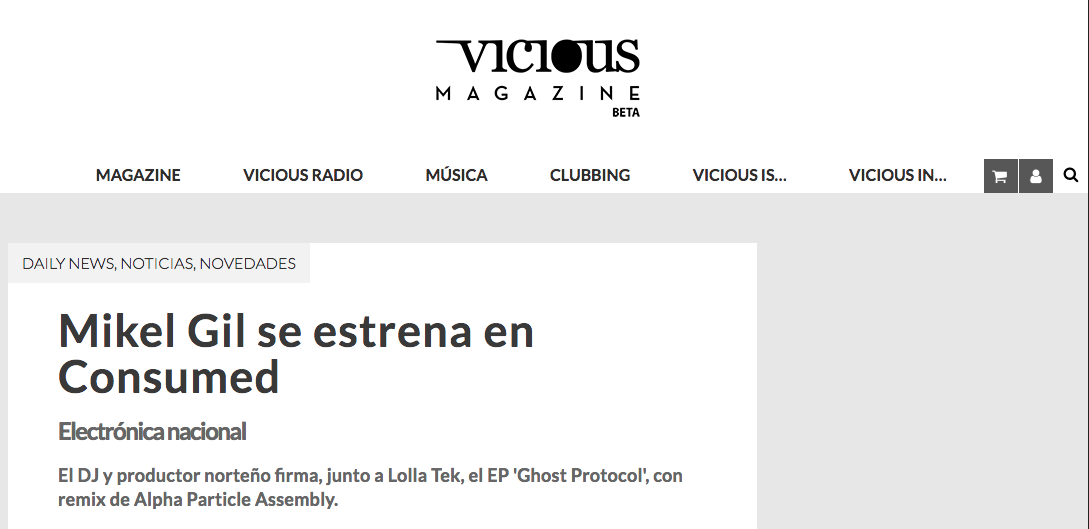 VICIOUS
MAGAZINE
BETA
MAGAZINE VICIOUS RADIO MÚSICA CLUBBING VICIOUS IS... VICIOUS IN...
DAILY NEWS, NOTICIAS, NOVEDADES
Mikel Gil se estrena en
Consumed
Electrónica nacional
El DJ y productor norteño firma, junto a Lolla Tek, el EP 'Ghost Protocol', con
remix de Alpha Particle Assembly.